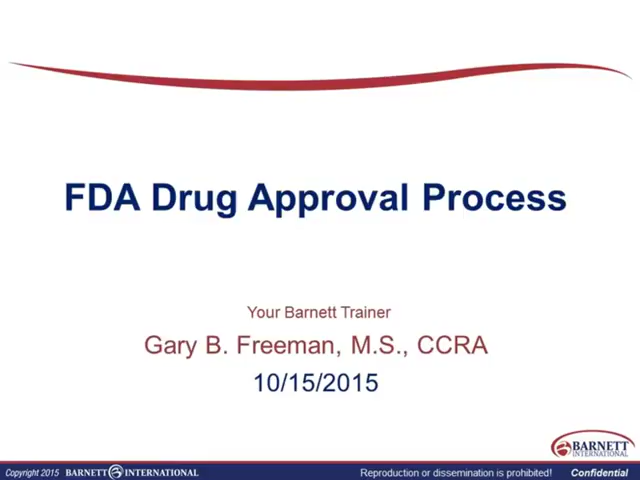 FDA Drug Approval Process
Your Barnett Trainer
Gary B. Freeman, M.S., CCRA
10/15/2015
BARNETT
INTERNATIONAL
Copyright 2015 BARNETT INTERNATIONAL
Reproduction or dissemination is prohibited! Confidential